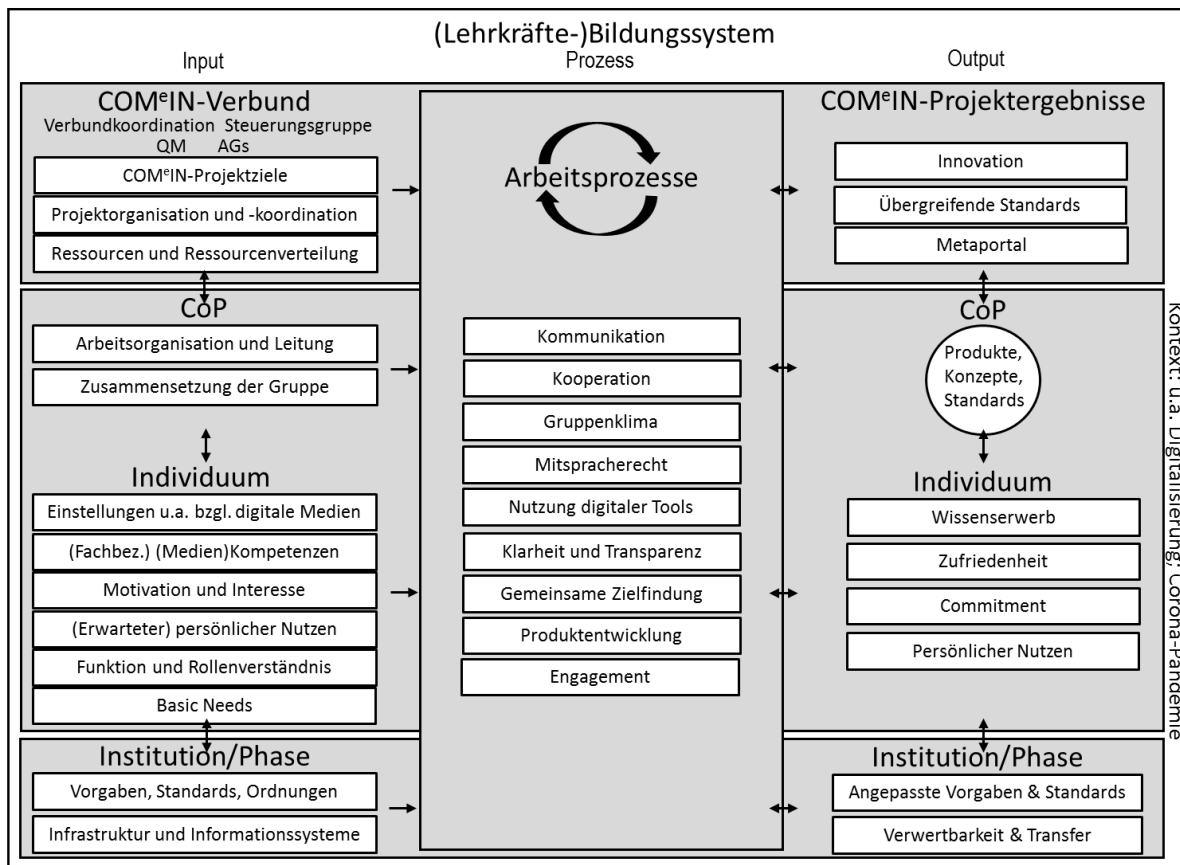 (Lehrkräfte-)Bildungssystem
Input
Prozess
Output
COMᵉIN-Verbund
Verbundkoordination Steuerungsgruppe
QM AGs
COMᵉIN-Projektziele
Projektorganisation und -koordination
Ressourcen und Ressourcenverteilung
CoP
Arbeitsorganisation und Leitung
Zusammensetzung der Gruppe
Individuum
Einstellungen u.a. bzgl. digitale Medien
(Fachbez.) (Medien)Kompetenzen
Motivation und Interesse
(Erwarteter) persönlicher Nutzen
Funktion und Rollenverständnis
Basic Needs
Institution/Phase
Vorgaben, Standards, Ordnungen
Infrastruktur und Informationssysteme
Arbeitsprozesse
Kommunikation
Kooperation
Gruppenklima
Mitspracherecht
Nutzung digitaler Tools
Klarheit und Transparenz
Gemeinsame Zielfindung
Produktentwicklung
Engagement
COMᵉIN-Projektergebnisse
Innovation
Übergreifende Standards
Metaportal
CoP
Produkte,
Konzepte,
Standards
Individuum
Wissenserwerb
Zufriedenheit
Commitment
Persönlicher Nutzen
Institution/Phase
Angepasste Vorgaben & Standards
Verwertbarkeit & Transfer
Kontext: u.a. Digitalisierung; Corona-Pandemie